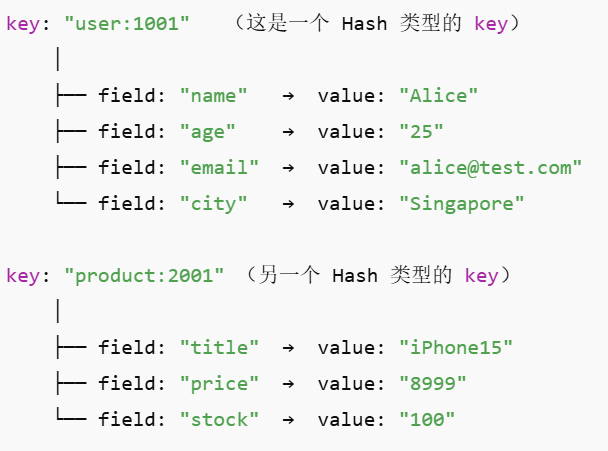 key: "user:1001" （这是一个 Hash 类型的 key）
│
├── field: "name" → value: "Alice"
├── field: "age" → value: "25"
├── field: "email" → value: "alice@test.com"
└── field: "city" → value: "Singapore"
key: "product:2001" （另一个 Hash 类型的 key）
│
├── field: "title" → value: "iPhone15"
├── field: "price" → value: "8999"
└── field: "stock" → value: "100"